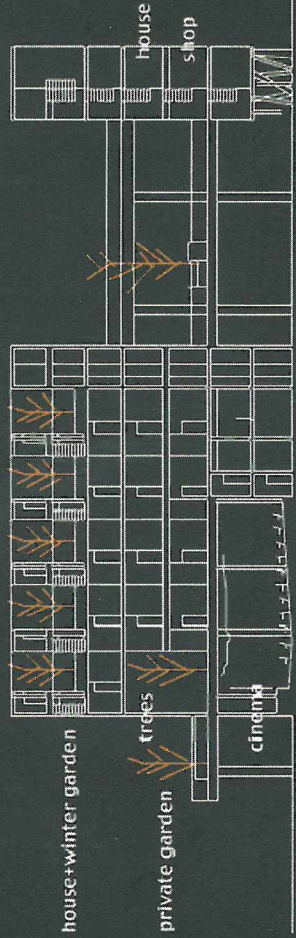 house+winter garden
private garden
trees
cinema
house
shop